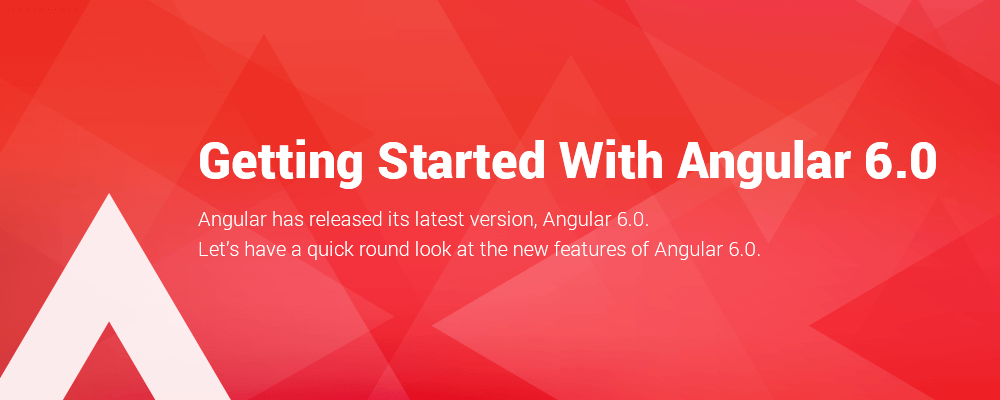 Getting Started With Angular 6.0
Angular has released its latest version, Angular 6.0.
Let's have a quick round look at the new features of Angular 6.0.